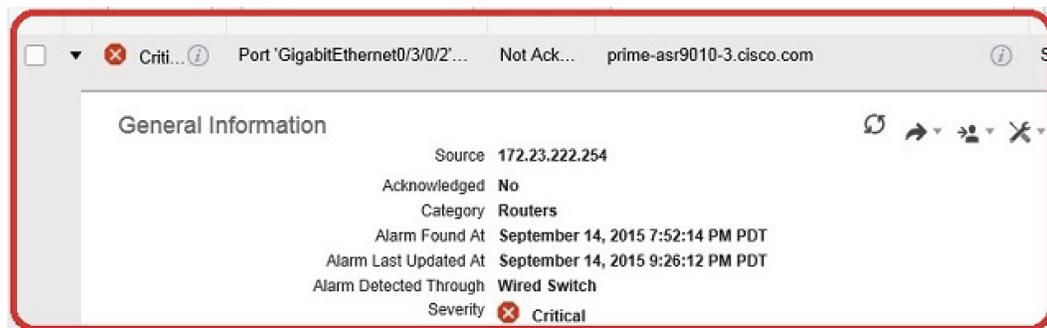 Criti... Port 'GigabitEthernet0/3/0/2'... Not Ack... prime-asr9010-3.cisco.com S
General Information
Source 172.23.222.254
Acknowledged No
Category Routers
Alarm Found At September 14, 2015 7:52:14 PM PDT
Alarm Last Updated At September 14, 2015 9:26:12 PM PDT
Alarm Detected Through Wired Switch
Severity Critical